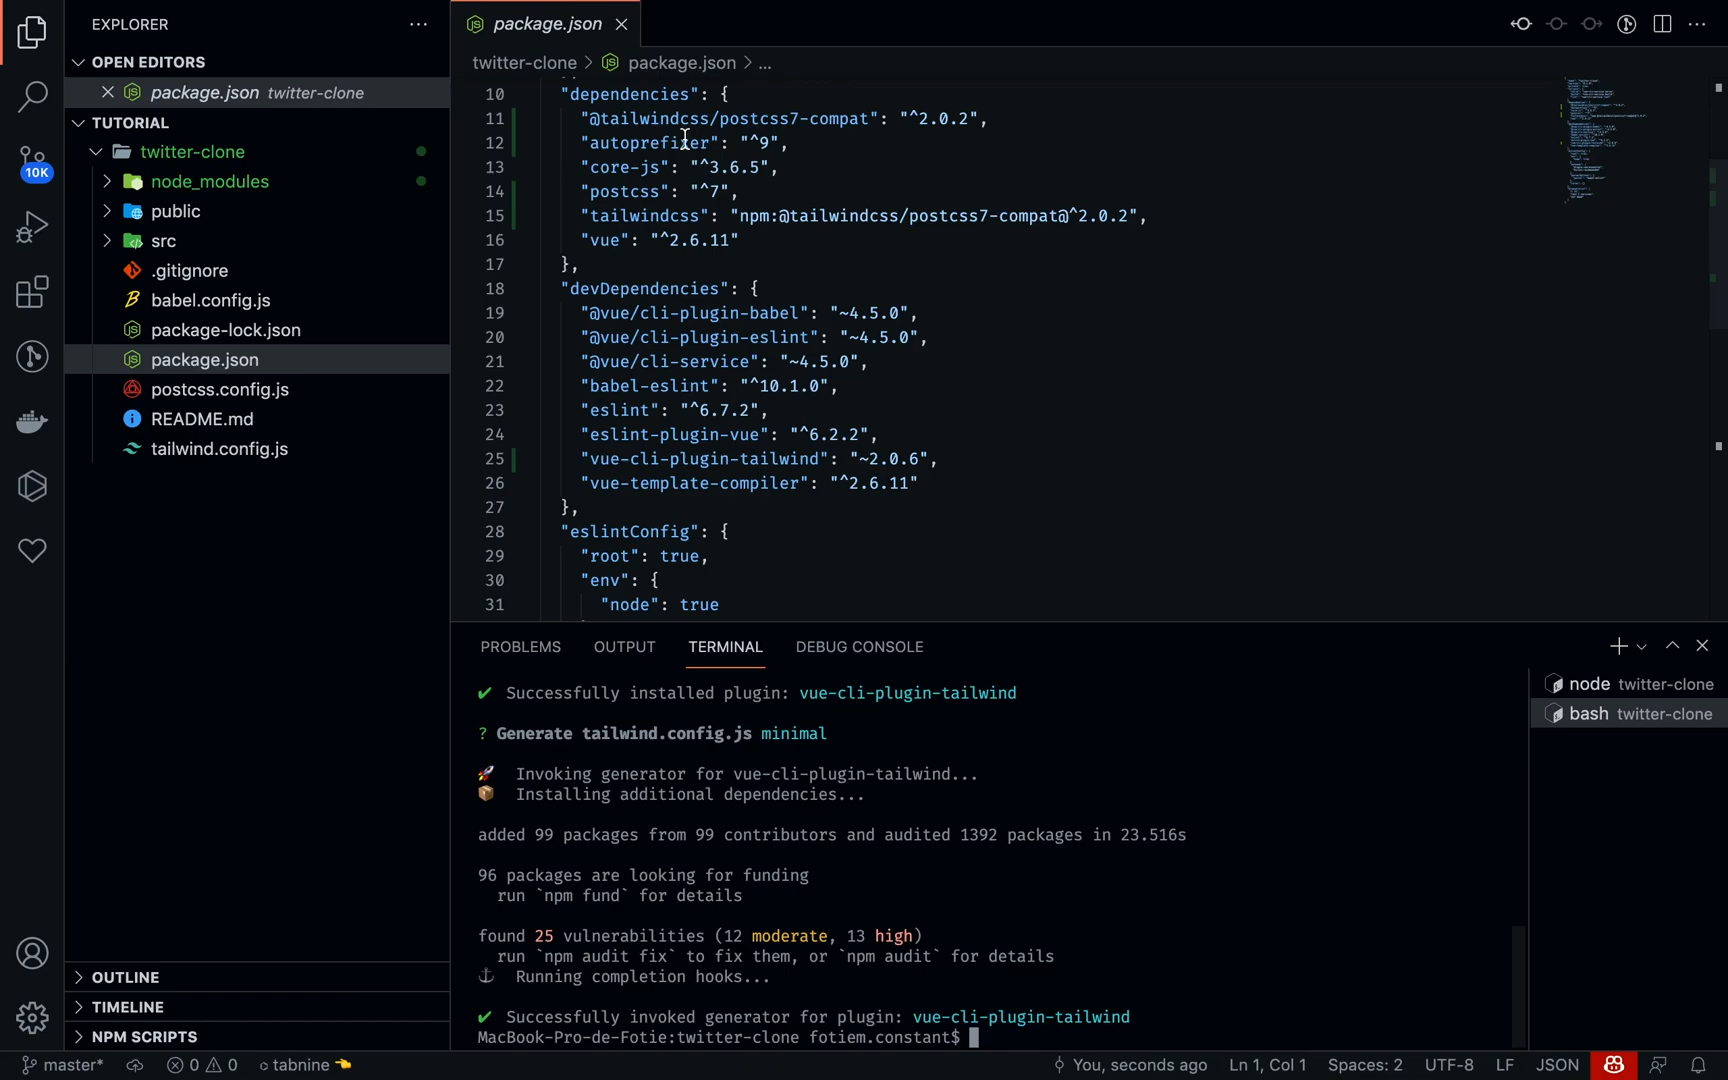 EXPLORER
OPEN EDITORS
package.json twitter-clone
TUTORIAL
twitter-clone
node_modules
public
src
.gitignore
babel.config.js
package-lock.json
package.json
postcss.config.js
README.md
tailwind.config.js
OUTLINE
TIMELINE
NPM SCRIPTS
10K
package.json
twitter-clone > package.json > ...
10 "dependencies": {
11 "@tailwindcss/postcss7-compat": "^2.0.2",
12 "autoprefixer": "^9",
13 "core-js": "^3.6.5",
14 "postcss": "^7",
15 "tailwindcss": "npm:@tailwindcss/postcss7-compat@^2.0.2",
16 "vue": "^2.6.11"
17 },
18 "devDependencies": {
19 "@vue/cli-plugin-babel": "~4.5.0",
20 "@vue/cli-plugin-eslint": "~4.5.0",
21 "@vue/cli-service": "~4.5.0",
22 "babel-eslint": "^10.1.0",
23 "eslint": "^6.7.2",
24 "eslint-plugin-vue": "^6.2.2",
25 "vue-cli-plugin-tailwind": "~2.0.6",
26 "vue-template-compiler": "^2.6.11"
27 },
28 "eslintConfig": {
29 "root": true,
30 "env": {
31 "node": true
PROBLEMS OUTPUT TERMINAL DEBUG CONSOLE
✔ Successfully installed plugin: vue-cli-plugin-tailwind
? Generate tailwind.config.js minimal
🚀 Invoking generator for vue-cli-plugin-tailwind...
📦 Installing additional dependencies...
added 99 packages from 99 contributors and audited 1392 packages in 23.516s
96 packages are looking for funding
run `npm fund` for details
found 25 vulnerabilities (12 moderate, 13 high)
run `npm audit fix` to fix them, or `npm audit` for details
⚓ Running completion hooks...
✔ Successfully invoked generator for plugin: vue-cli-plugin-tailwind
MacBook-Pro-de-Fotie:twitter-clone fotiem.constant$
node twitter-clone
bash twitter-clone
master* 0 0 tabnine 👈 You, seconds ago Ln 1, Col 1 Spaces: 2 UTF-8 LF JSON